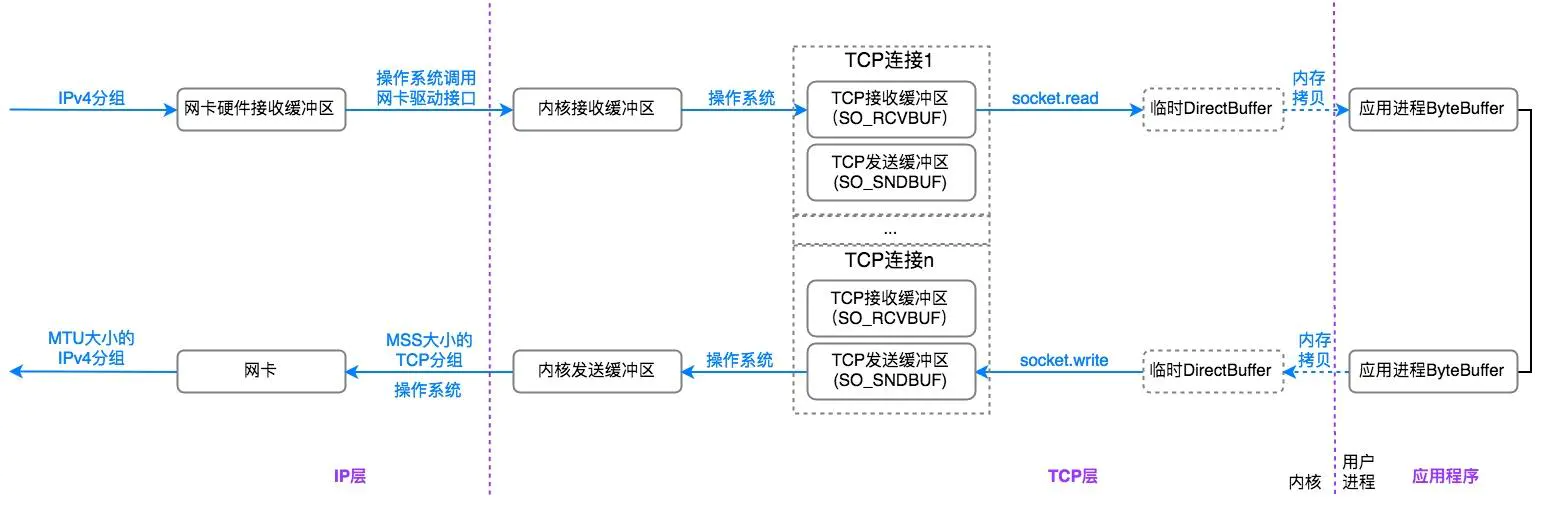 TCP连接1
IPv4分组
操作系统调用
网卡驱动接口
网卡硬件接收缓冲区
内核接收缓冲区
操作系统
TCP接收缓冲区
（SO_RCVBUF）
socket.read
临时DirectBuffer
内存
拷贝
应用进程ByteBuffer
TCP发送缓冲区
(SO_SNDBUF)
...
TCP连接n
TCP接收缓冲区
（SO_RCVBUF）
MTU大小的
IPv4分组
网卡
MSS大小的
TCP分组
操作系统
内核发送缓冲区
操作系统
TCP发送缓冲区
(SO_SNDBUF)
socket.write
临时DirectBuffer
内存
拷贝
应用进程ByteBuffer
IP层
TCP层
内核
用户
进程
应用程序